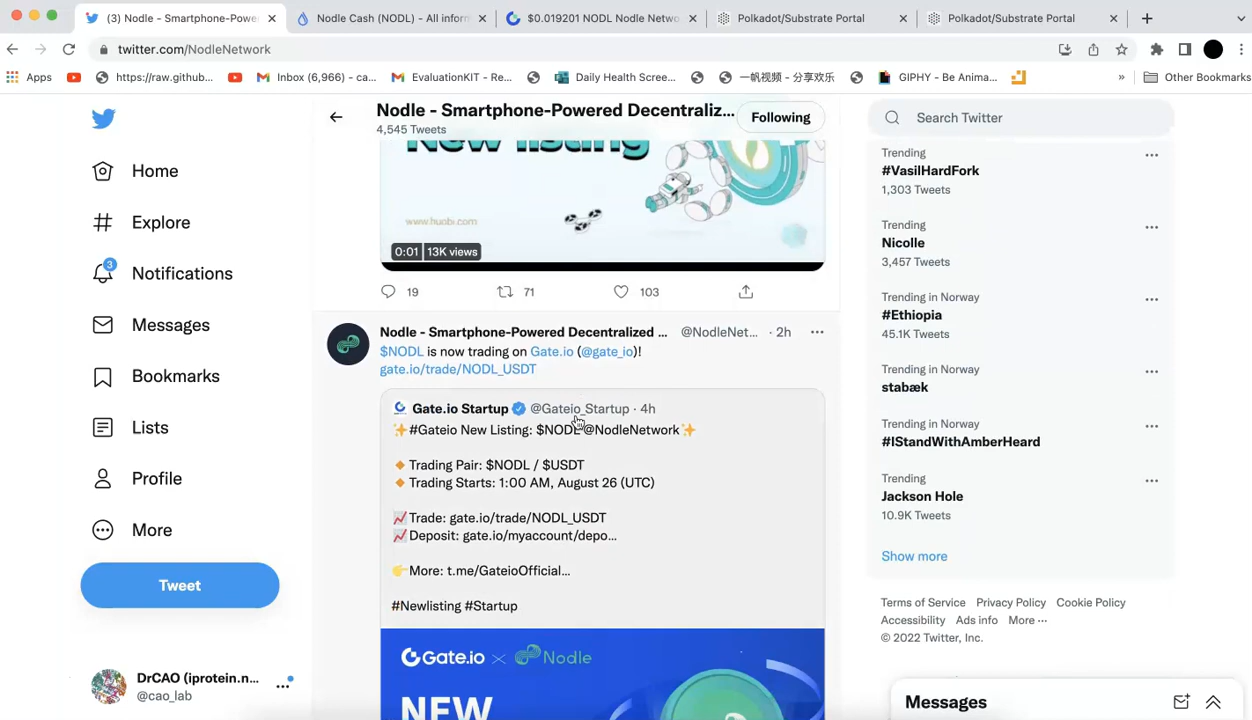 (3) Nodle - Smartphone-Powe
Nodle Cash (NODL) - All inform
$0.019201 NODL Nodle Netwo
Polkadot/Substrate Portal
Polkadot/Substrate Portal
twitter.com/NodleNetwork
Apps
https://raw.github...
Inbox (6,966) - ca...
EvaluationKIT - Re...
Daily Health Scree...
一帆视频 - 分享欢乐
GIPHY - Be Anima...
»
Other Bookmarks
Home
Explore
3
Notifications
Messages
Bookmarks
Lists
Profile
More
Tweet
DrCAO (iprotein.n...
@cao_lab
Nodle - Smartphone-Powered Decentraliz...
4,545 Tweets
Following
New listing
www.huobi.com
0:01 13K views
19 71 103
Nodle - Smartphone-Powered Decentralized ... @NodleNet... · 2h
$NODL is now trading on Gate.io (@gate_io)!
gate.io/trade/NODL_USDT
Gate.io Startup @Gateio_Startup · 4h
✨#Gateio New Listing: $NODL @NodleNetwork✨
🔸Trading Pair: $NODL / $USDT
🔸Trading Starts: 1:00 AM, August 26 (UTC)
📈Trade: gate.io/trade/NODL_USDT
📈Deposit: gate.io/myaccount/depo...
👉More: t.me/GateioOfficial...
#Newlisting #Startup
Gate.io × Nodle
NEW
Search Twitter
Trending
#VasilHardFork
1,303 Tweets
Trending
Nicolle
3,457 Tweets
Trending in Norway
#Ethiopia
45.1K Tweets
Trending in Norway
stabæk
Trending in Norway
#IStandWithAmberHeard
Trending
Jackson Hole
10.9K Tweets
Show more
Terms of Service Privacy Policy Cookie Policy
Accessibility Ads info More ···
© 2022 Twitter, Inc.
Messages